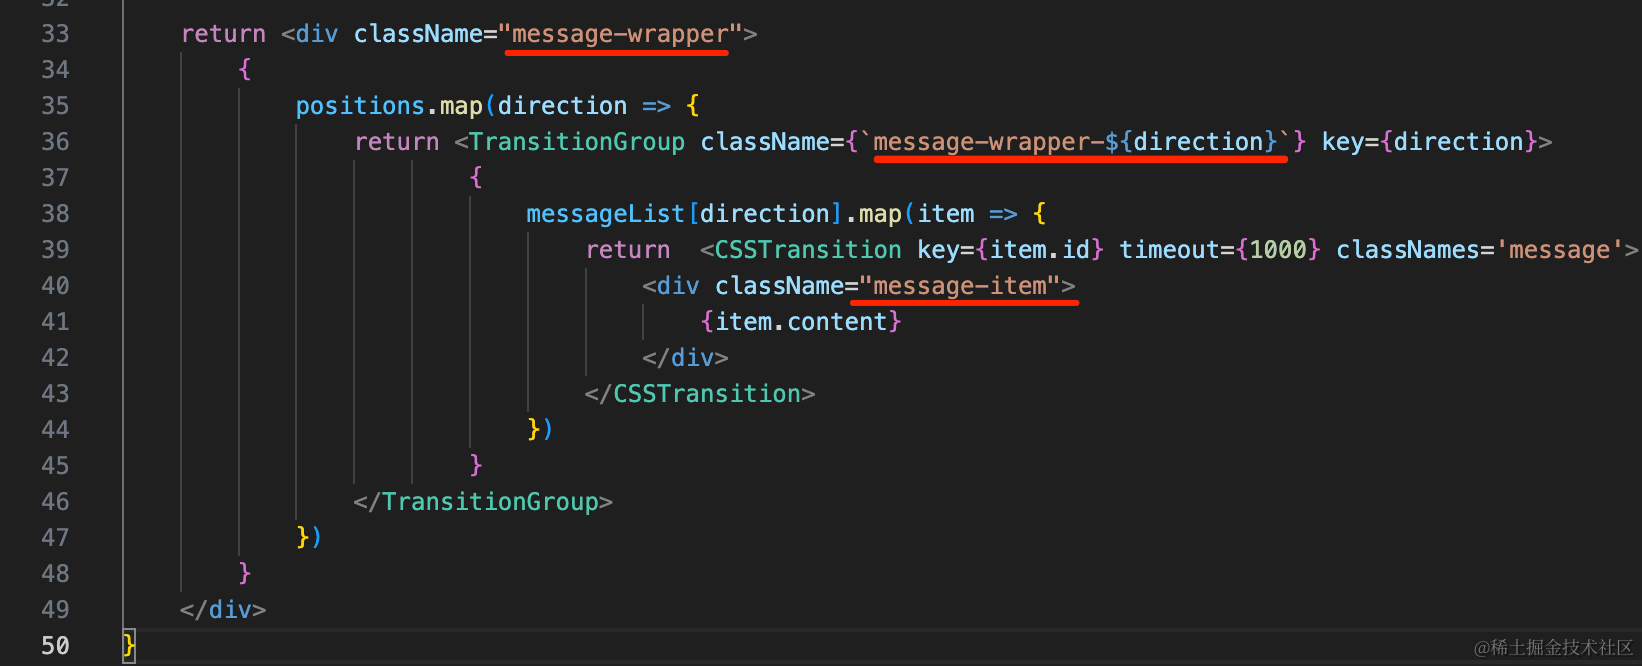 32
33 return <div className="message-wrapper">
34 {
35 positions.map(direction => {
36 return <TransitionGroup className={`message-wrapper-${direction}`} key={direction}>
37 {
38 messageList[direction].map(item => {
39 return  <CSSTransition key={item.id} timeout={1000} classNames='message'>
40 <div className="message-item">
41 {item.content}
42 </div>
43 </CSSTransition>
44 })
45 }
46 </TransitionGroup>
47 })
48 }
49 </div>
50 }
@稀土掘金技术社区